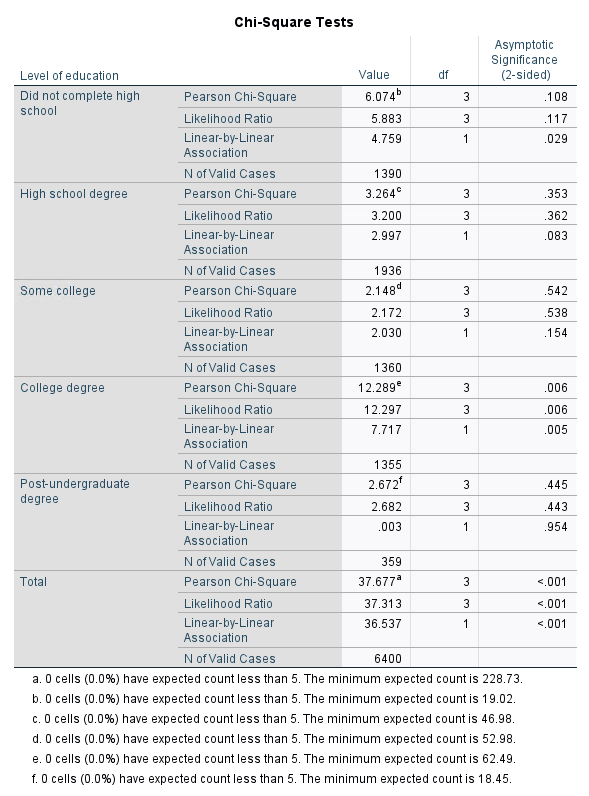 Chi-Square Tests
Level of education Value df Asymptotic Significance (2-sided)
Did not complete high school Pearson Chi-Square 6.074b 3 .108
Likelihood Ratio 5.883 3 .117
Linear-by-Linear Association 4.759 1 .029
N of Valid Cases 1390
High school degree Pearson Chi-Square 3.264c 3 .353
Likelihood Ratio 3.200 3 .362
Linear-by-Linear Association 2.997 1 .083
N of Valid Cases 1936
Some college Pearson Chi-Square 2.148d 3 .542
Likelihood Ratio 2.172 3 .538
Linear-by-Linear Association 2.030 1 .154
N of Valid Cases 1360
College degree Pearson Chi-Square 12.289e 3 .006
Likelihood Ratio 12.297 3 .006
Linear-by-Linear Association 7.717 1 .005
N of Valid Cases 1355
Post-undergraduate degree Pearson Chi-Square 2.672f 3 .445
Likelihood Ratio 2.682 3 .443
Linear-by-Linear Association .003 1 .954
N of Valid Cases 359
Total Pearson Chi-Square 37.677a 3 <.001
Likelihood Ratio 37.313 3 <.001
Linear-by-Linear Association 36.537 1 <.001
N of Valid Cases 6400
a. 0 cells (0.0%) have expected count less than 5. The minimum expected count is 228.73.
b. 0 cells (0.0%) have expected count less than 5. The minimum expected count is 19.02.
c. 0 cells (0.0%) have expected count less than 5. The minimum expected count is 46.98.
d. 0 cells (0.0%) have expected count less than 5. The minimum expected count is 52.98.
e. 0 cells (0.0%) have expected count less than 5. The minimum expected count is 62.49.
f. 0 cells (0.0%) have expected count less than 5. The minimum expected count is 18.45.